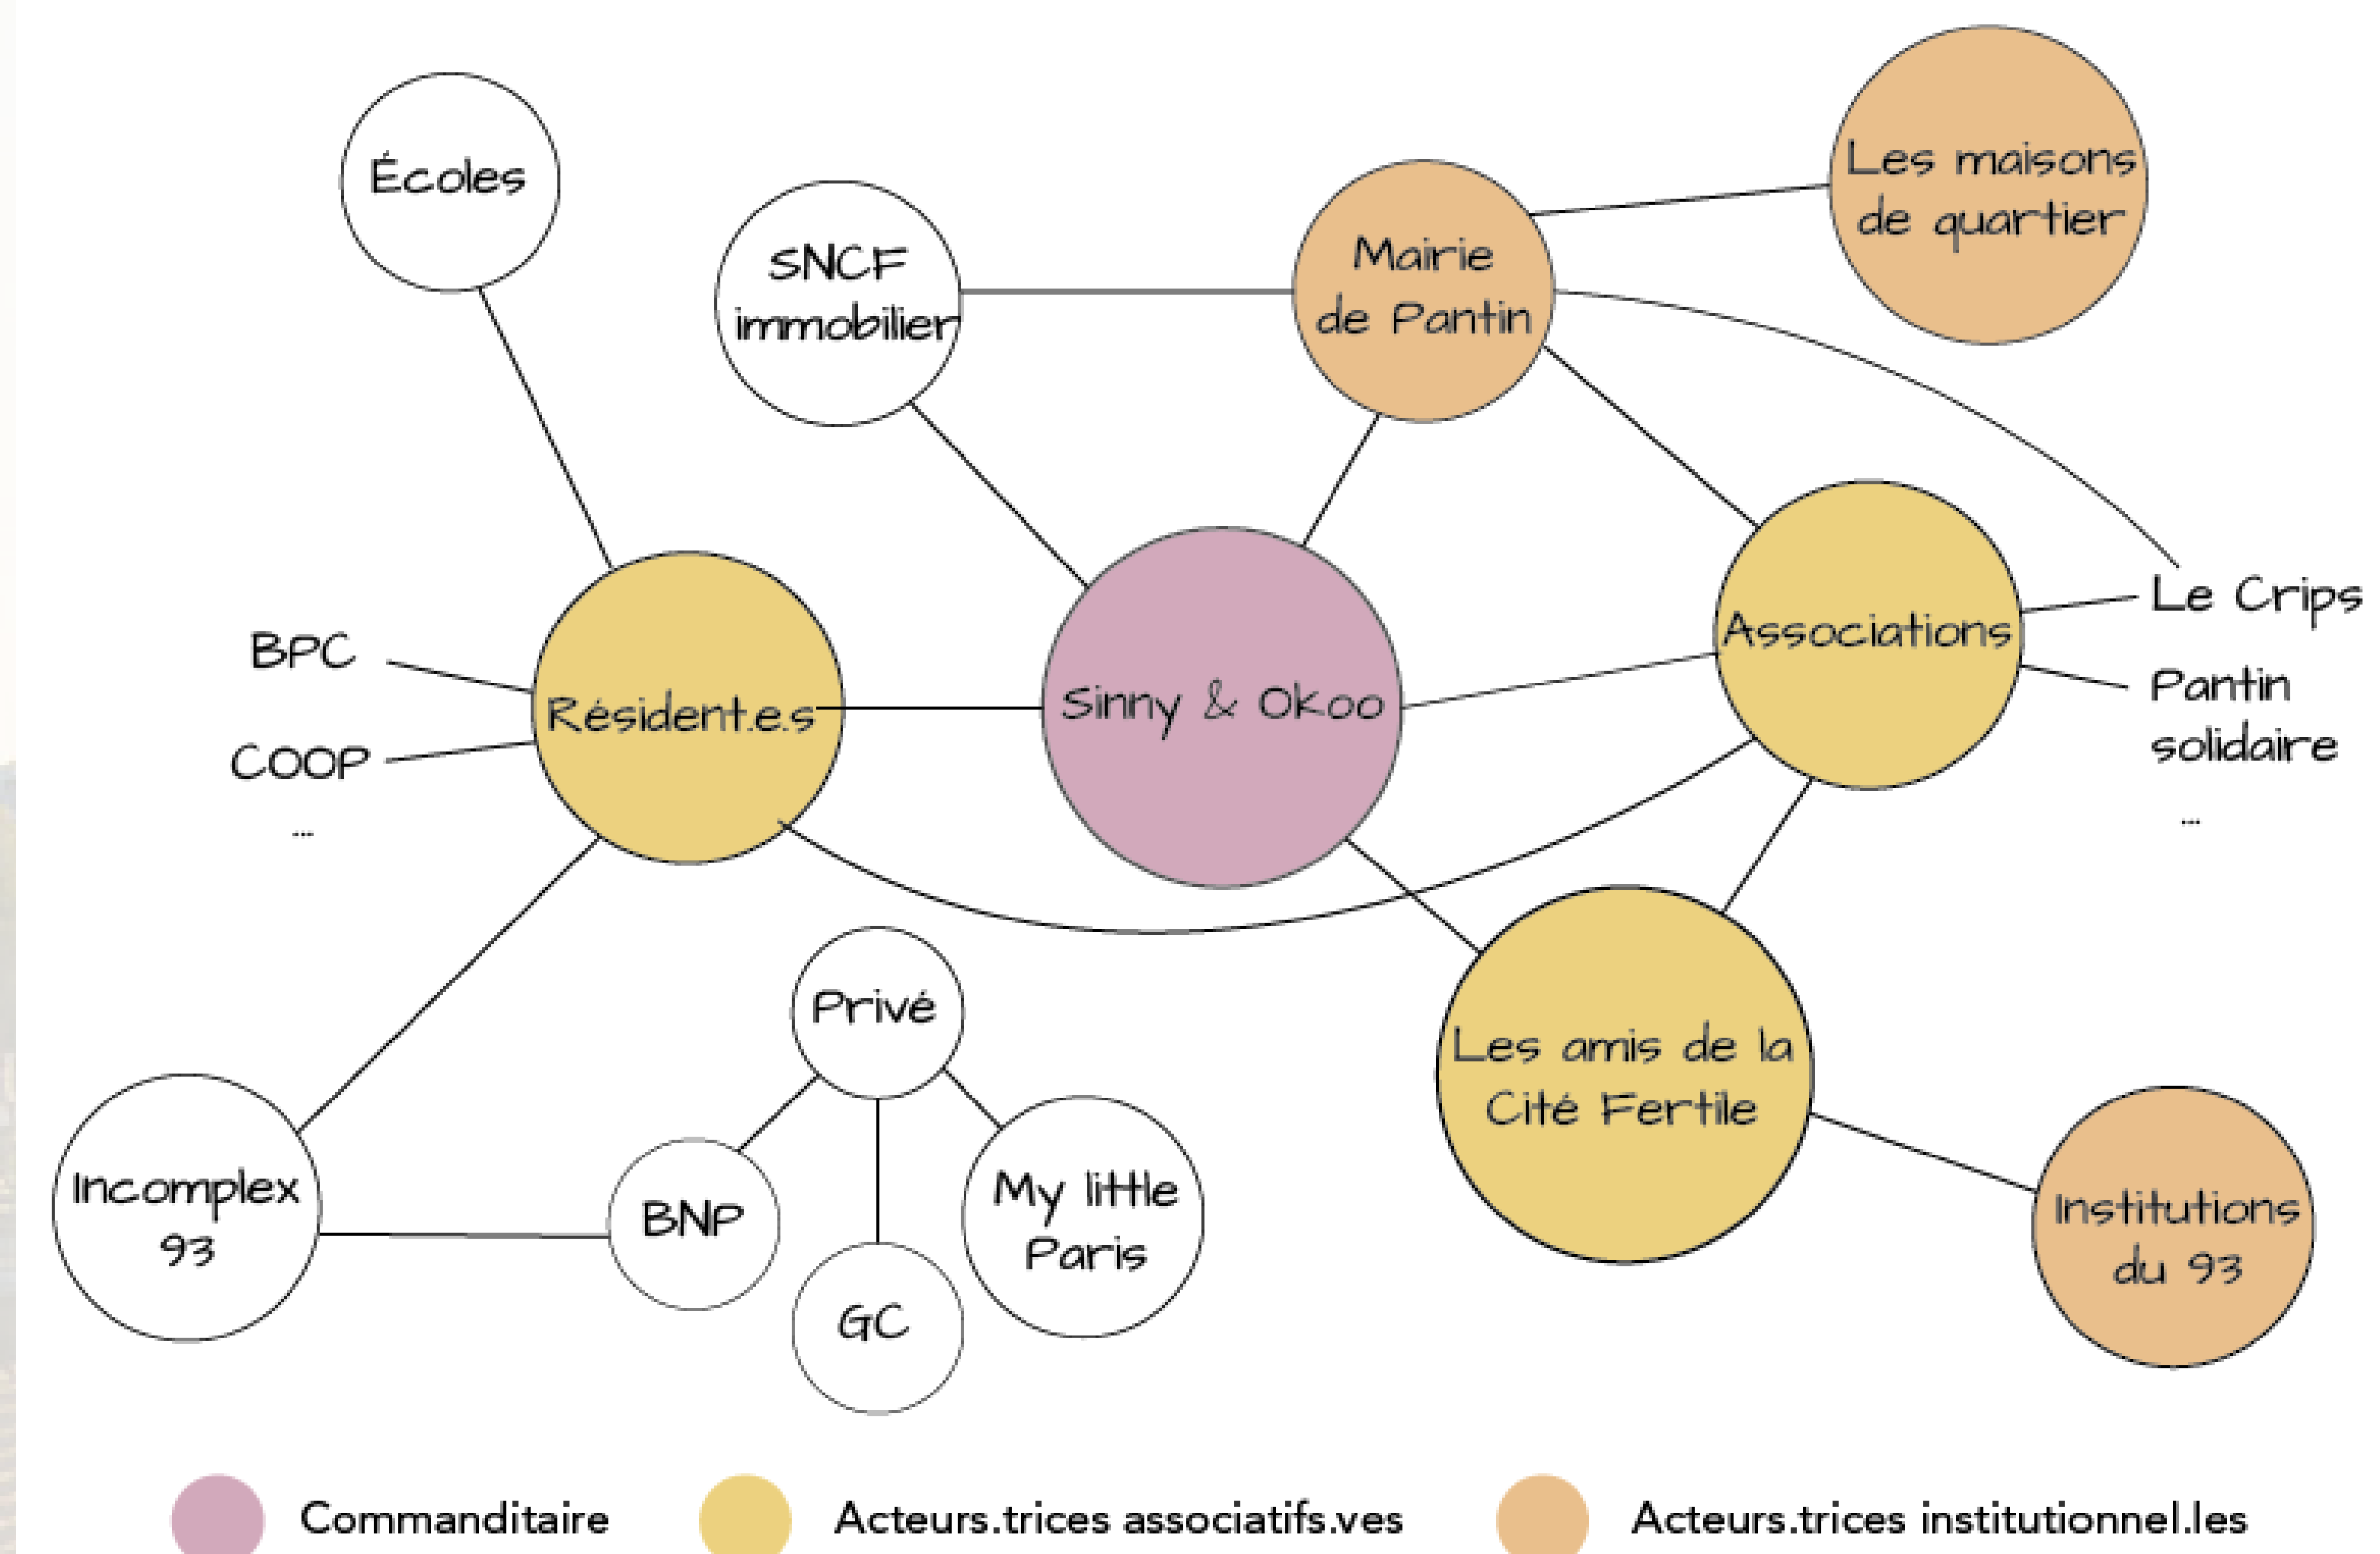 Écoles
SNCF
immobilier
Mairie
de Pantin
Les maisons
de quartier
BPC
COOP
...
Résident.e.s
Sinny & Okoo
Associations
Le Crips
Pantin
solidaire
...
Privé
Incomplex
93
BNP
GC
My little
Paris
Les amis de la
Cité Fertile
Institutions
du 93
Commanditaire
Acteurs.trices associatifs.ves
Acteurs.trices institutionnel.les